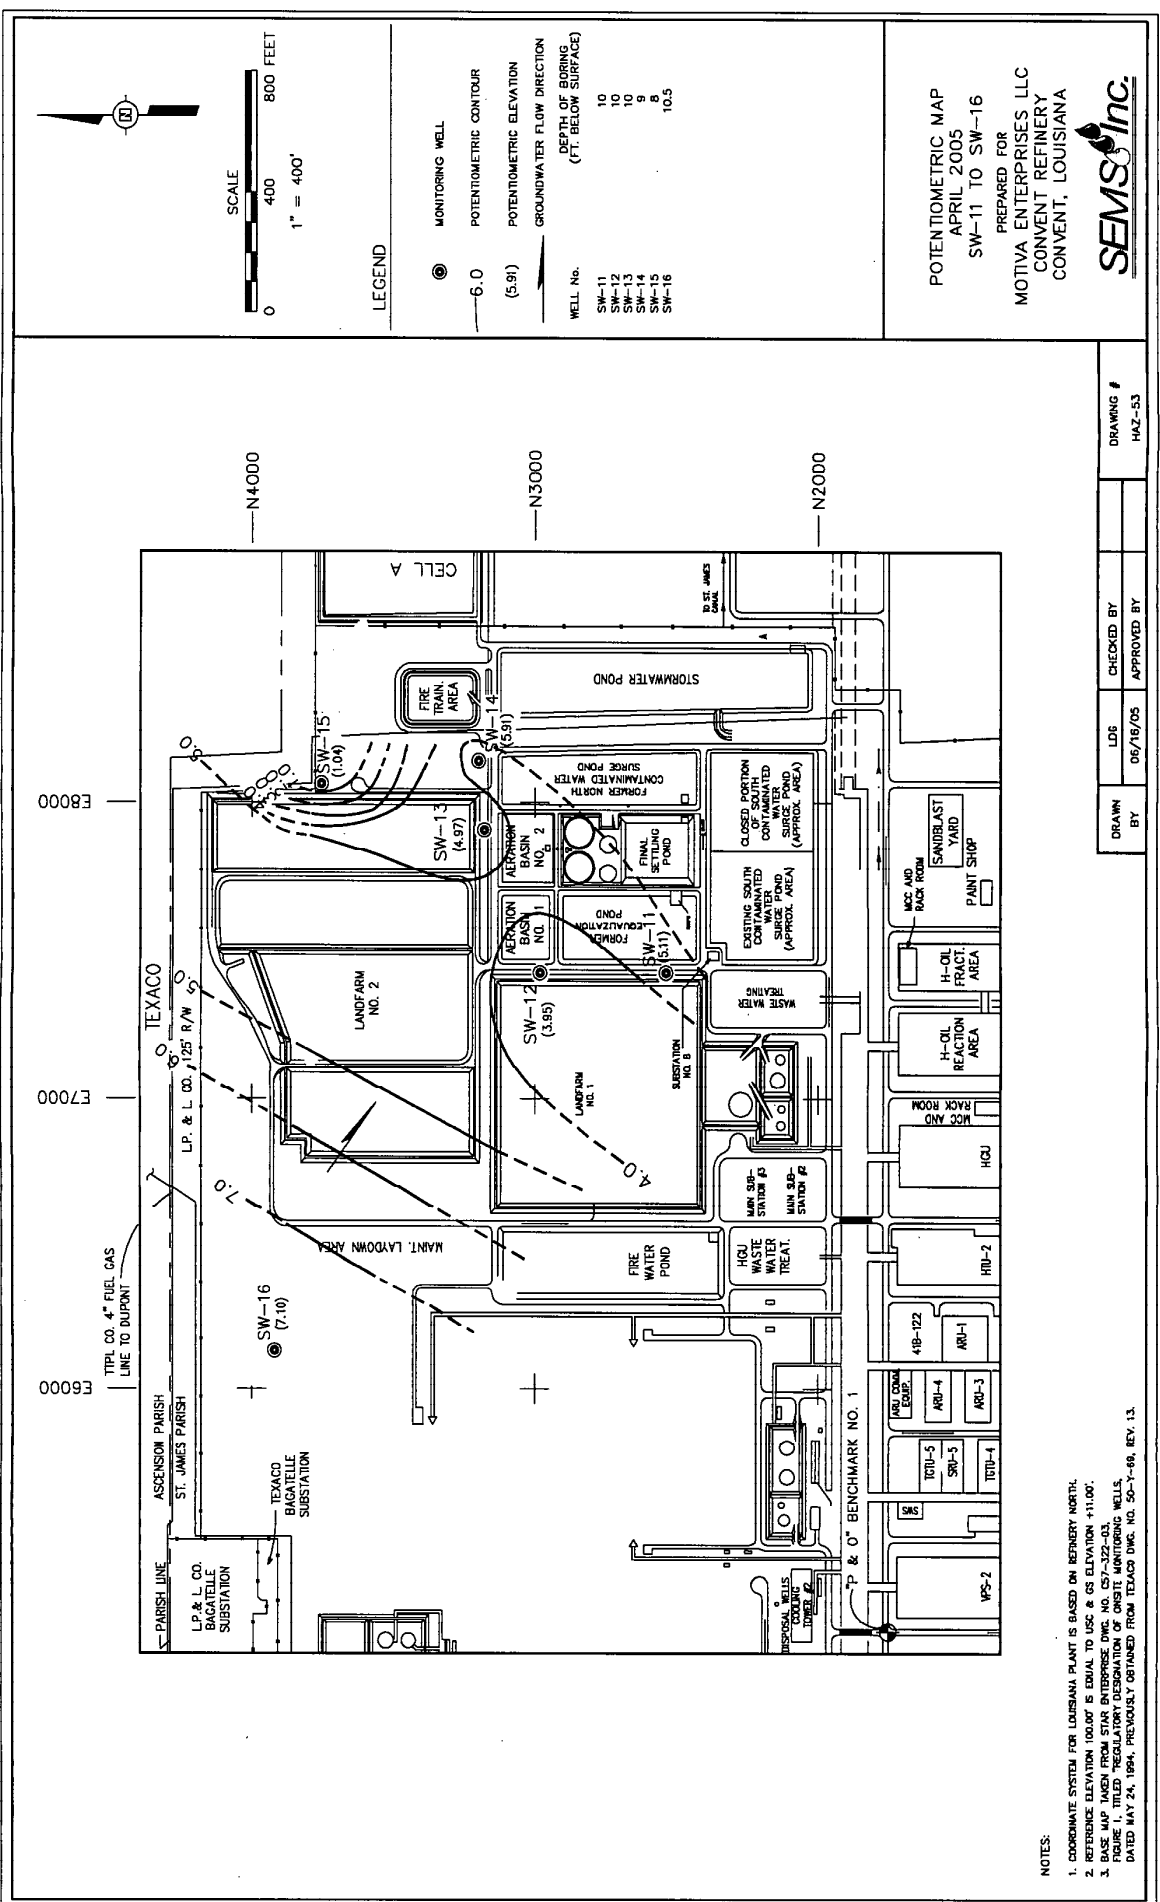 SCALE
0 400 800 FEET
1" = 400'
LEGEND
MONITORING WELL
6.0 POTENTIOMETRIC CONTOUR
(5.91) POTENTIOMETRIC ELEVATION
GROUNDWATER FLOW DIRECTION
WELL No.
DEPTH OF BORING
(FT. BELOW SURFACE)
SW-11 10
SW-12 10
SW-13 10
SW-14 9
SW-15 8
SW-16 10.5
POTENTIOMETRIC MAP
APRIL 2005
SW-11 TO SW-16
PREPARED FOR
MOTIVA ENTERPRISES LLC
CONVENT REFINERY
CONVENT, LOUISIANA
SEMS Inc.
DRAWN BY
LDG
06/16/05
CHECKED BY
APPROVED BY
DRAWING #
HAZ-53
N4000
N3000
N2000
E8000
E7000
E6000
CELL A
TO ST. JAMES
CANAL
A
FIRE
TRAIN.
AREA
STORMWATER POND
SW-15
(1.04)
SW-14
(5.91)
SW-13
(4.97)
5.0
FORMER NORTH
CONTAMINATED WATER
SURGE POND
AERATION
BASIN
NO. 2
FINAL
SETTLING
POND
CLOSED PORTION
OF SOUTH
CONTAMINATED
WATER
SURGE POND
(APPROX. AREA)
EXISTING SOUTH
CONTAMINATED
WATER
SURGE POND
(APPROX. AREA)
AERATION
BASIN
NO. 1
FORMER
EQUALIZATION
POND
SW-11
(5.11)
SW-12
(3.95)
WASTE WATER
TREATING
SANDBLAST
YARD
PAINT SHOP
MCC AND
RACK ROOM
H-OIL
FRACT.
AREA
H-OIL
REACTION
AREA
MCC AND
RACK ROOM
HGU
TEXACO
L.P. & L. CO. 125' R/W
5.0
6.0
7.0
4.0
LANDFARM
NO. 2
LANDFARM
NO. 1
SUBSTATION
NO. 8
MAIN SUB-
STATION #3
MAIN SUB-
STATION #2
MAINT. LAYDOWN AREA
FIRE
WATER
POND
HGU
WASTE
WATER
TREAT.
HTU-2
TTPL CO. 4" FUEL GAS
LINE TO DUPONT
SW-16
(7.10)
41B-122
ARU-1
ARU COMM.
EQUIP.
ARU-4
ARU-3
ASCENSION PARISH
ST. JAMES PARISH
TEXACO
BAGATELLE
SUBSTATION
"P & O" BENCHMARK NO. 1
TGTU-5
SRU-5
TGTU-4
SWS
PARISH LINE
L.P.& L. CO.
BAGATELLE
SUBSTATION
DISPOSAL WELLS
COOLING
TOWER #2
VPS-2
NOTES:
1. COORDINATE SYSTEM FOR LOUISIANA PLANT IS BASED ON REFINERY NORTH.
2. REFERENCE ELEVATION 100.00' IS EQUAL TO USC & GS ELEVATION +11.00'.
3. BASE MAP TAKEN FROM STAR ENTERPRISE DWG. NO. C57-322-03,
FIGURE 1, TITLED "REGULATORY DESIGNATION OF ONSITE MONITORING WELLS,
DATED MAY 24, 1994, PREVIOUSLY OBTAINED FROM TEXACO DWG. NO. 50-Y-69, REV. 13.